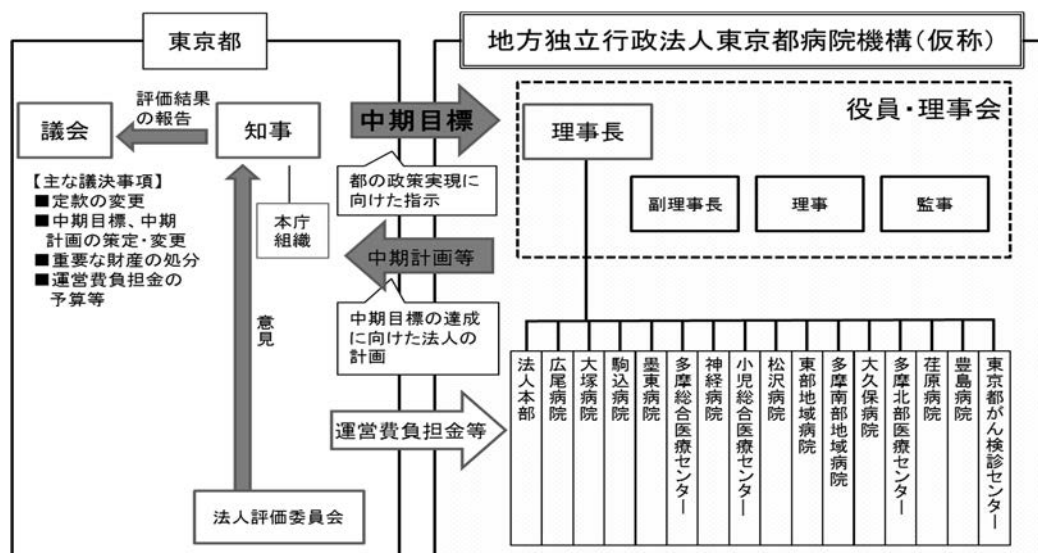 東京都
議会
評価結果
の報告
知事
【主な議決事項】
■定款の変更
■中期目標、中期
計画の策定・変更
■重要な財産の処分
■運営費負担金の
予算等
本庁
組織
意見
法人評価委員会
中期目標
都の政策実現に
向けた指示
中期計画等
中期目標の達成
に向けた法人の
計画
運営費負担金等
地方独立行政法人東京都病院機構(仮称)
役員・理事会
理事長
副理事長
理事
監事
法人本部
広尾病院
大塚病院
駒込病院
墨東病院
多摩総合医療センター
神経病院
小児総合医療センター
松沢病院
東部地域病院
多摩南部地域病院
大久保病院
多摩北部医療センター
荏原病院
豊島病院
東京都がん検診センター